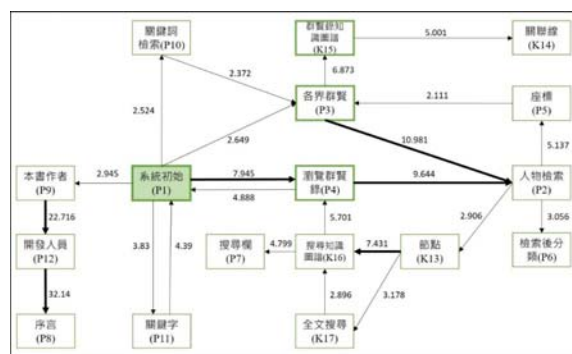 關鍵詞
檢索(P10)
群賢錄知
識圖譜
(K15)
5.001
關聯線
(K14)
2.372
6.873
2.524
各界群賢
(P3)
2.111
座標
(P5)
2.649
10.981
5.137
本書作者
(P9)
2.945
系統初始
(P1)
7.945
4.888
瀏覽群賢
錄(P4)
9.644
人物檢索
(P2)
22.716
5.701
2.906
3.056
開發人員
(P12)
3.83
4.39
搜尋欄
(P7)
4.799
搜尋知識
圖譜(K16)
7.431
節點
(K13)
檢索後分
類(P6)
32.14
2.896
3.178
序言
(P8)
關鍵字
(P11)
全文搜尋
(K17)